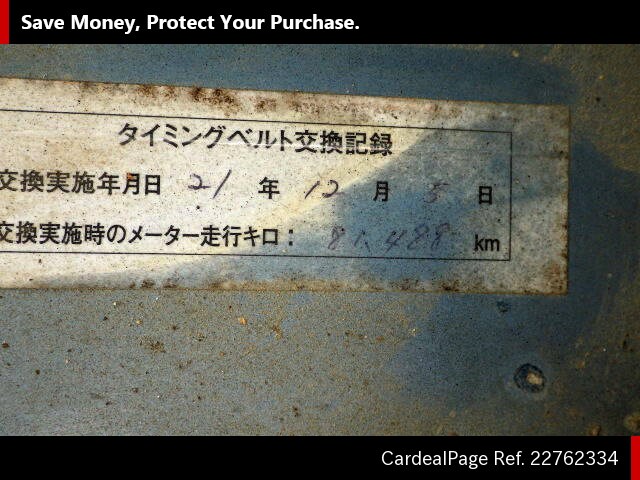 Save Money, Protect Your Purchase.
タイミングベルト交換記録
交換実施年月日 21 年 12 月 5 日
交換実施時のメーター走行キロ： 81,488 km
CardealPage Ref. 22762334